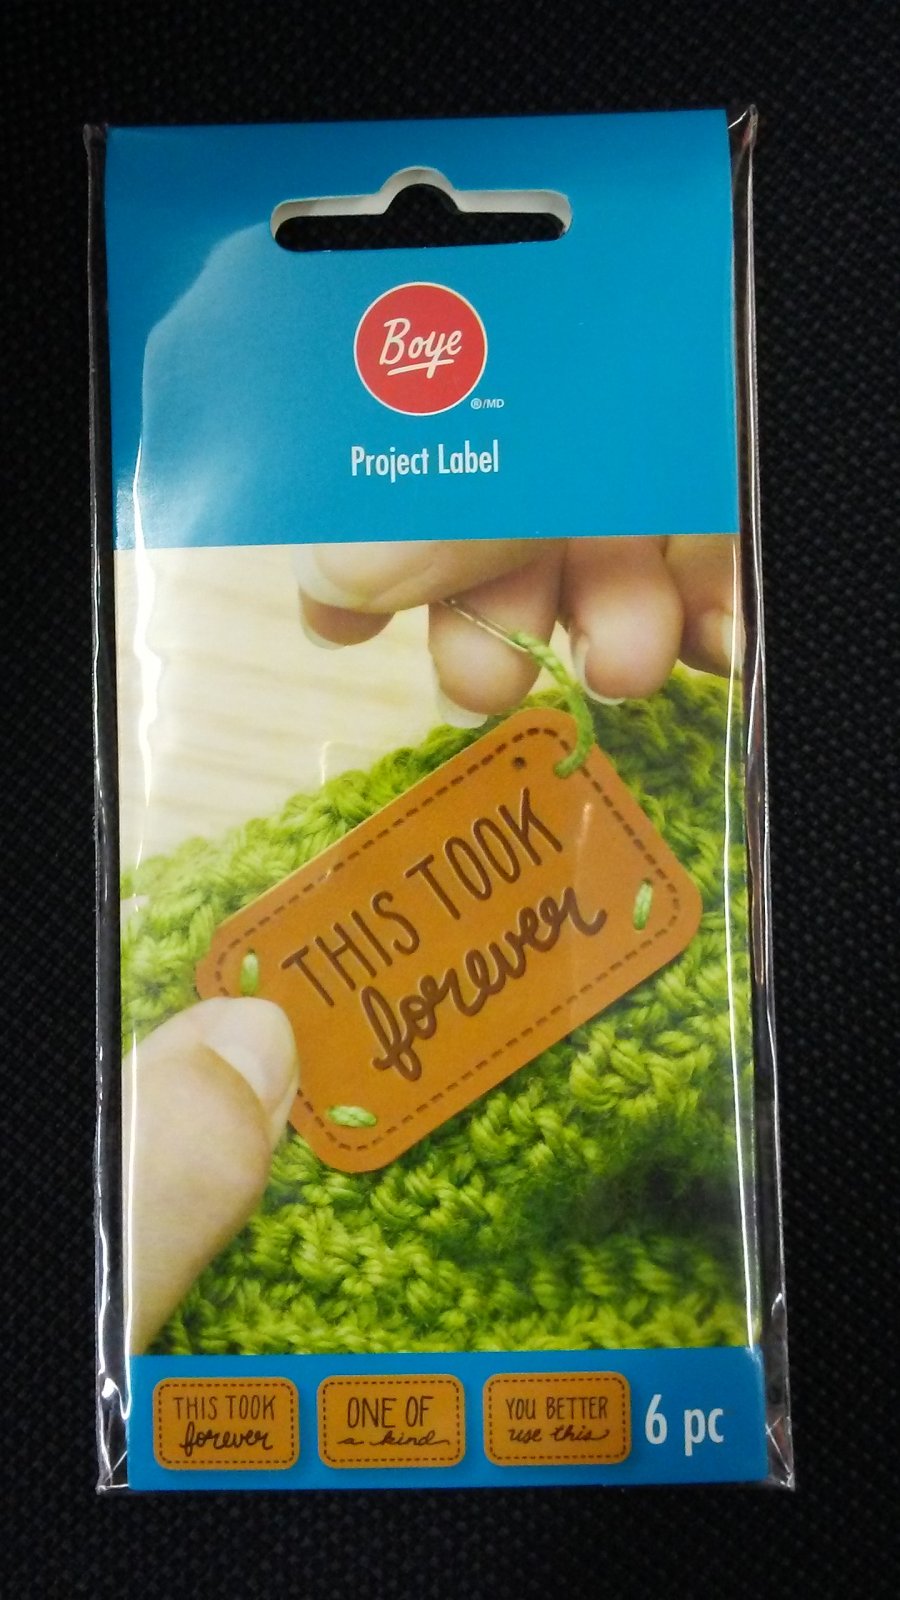 Boye
®/MD
Project Label
THIS TOOK
forever
THIS TOOK
forever
ONE OF
a kind
YOU BETTER
use this
6 pc